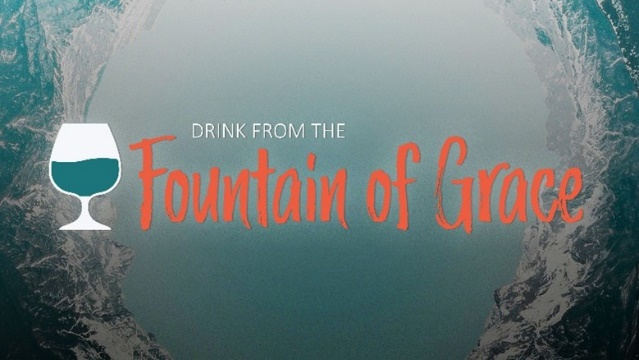 DRINK FROM THE
Fountain of Grace